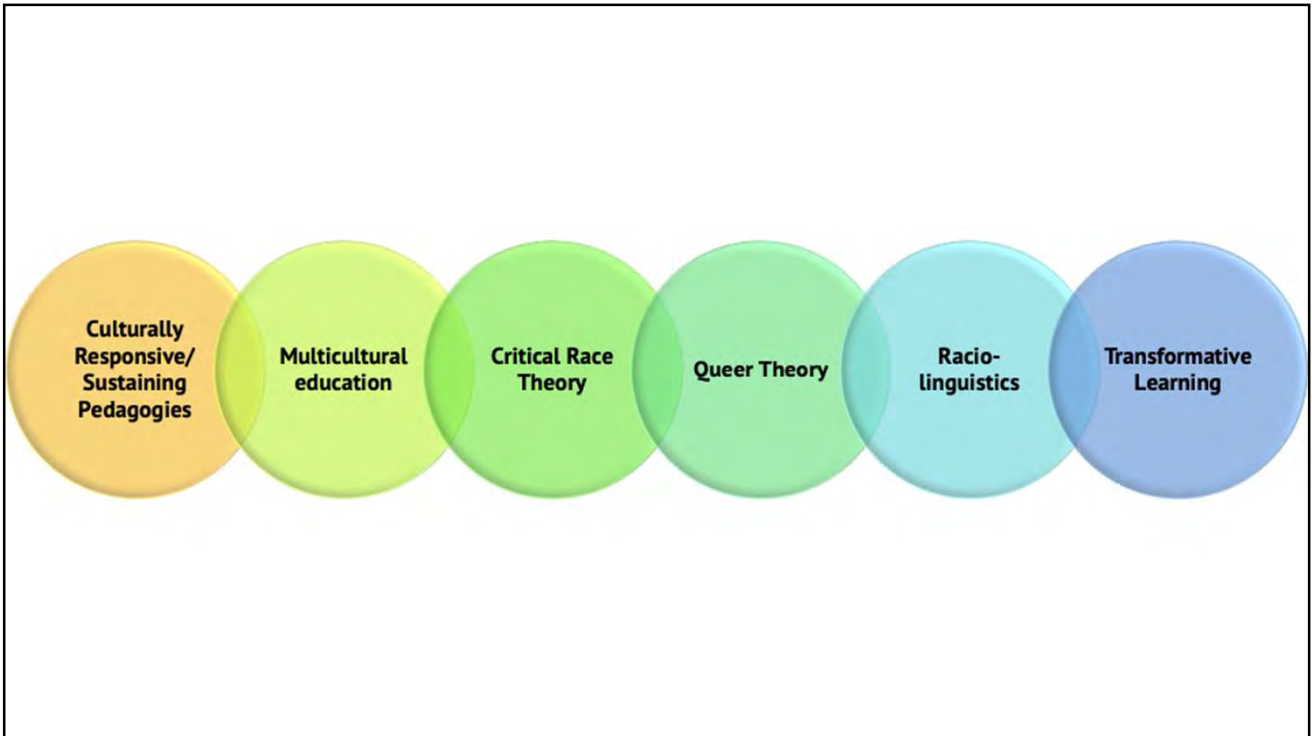 Culturally
Responsive/
Sustaining
Pedagogies
Multicultural
education
Critical Race
Theory
Queer Theory
Racio-
linguistics
Transformative
Learning